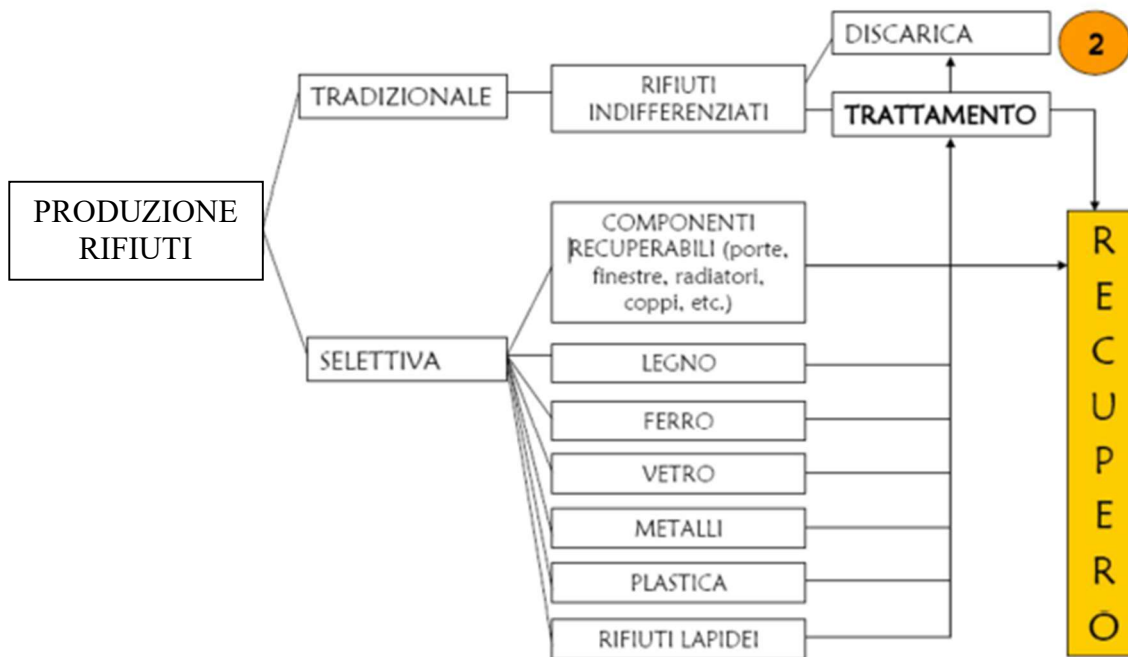 DISCARICA
2
TRADIZIONALE
RIFIUTI
INDIFFERENZIATI
TRATTAMENTO
PRODUZIONE
RIFIUTI
COMPONENTI
RECUPERABILI (porte,
finestre, radiatori,
coppi, etc.)
SELETTIVA
LEGNO
FERRO
VETRO
METALLI
PLASTICA
RIFIUTI LAPIDEI
R
E
C
U
P
E
R
O